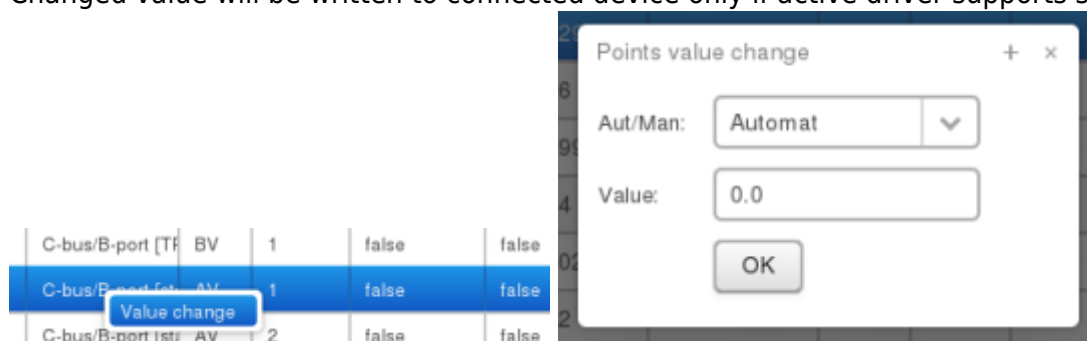 Changed value will be written to connected device only if active driver supports s
Points value change + ×
Aut/Man: Automat
Value: 0.0
OK
C-bus/B-port [TF BV 1 false false
C-bus/B-port AV 1 false false
Value change
C-bus/B-port [sta AV 2 false false